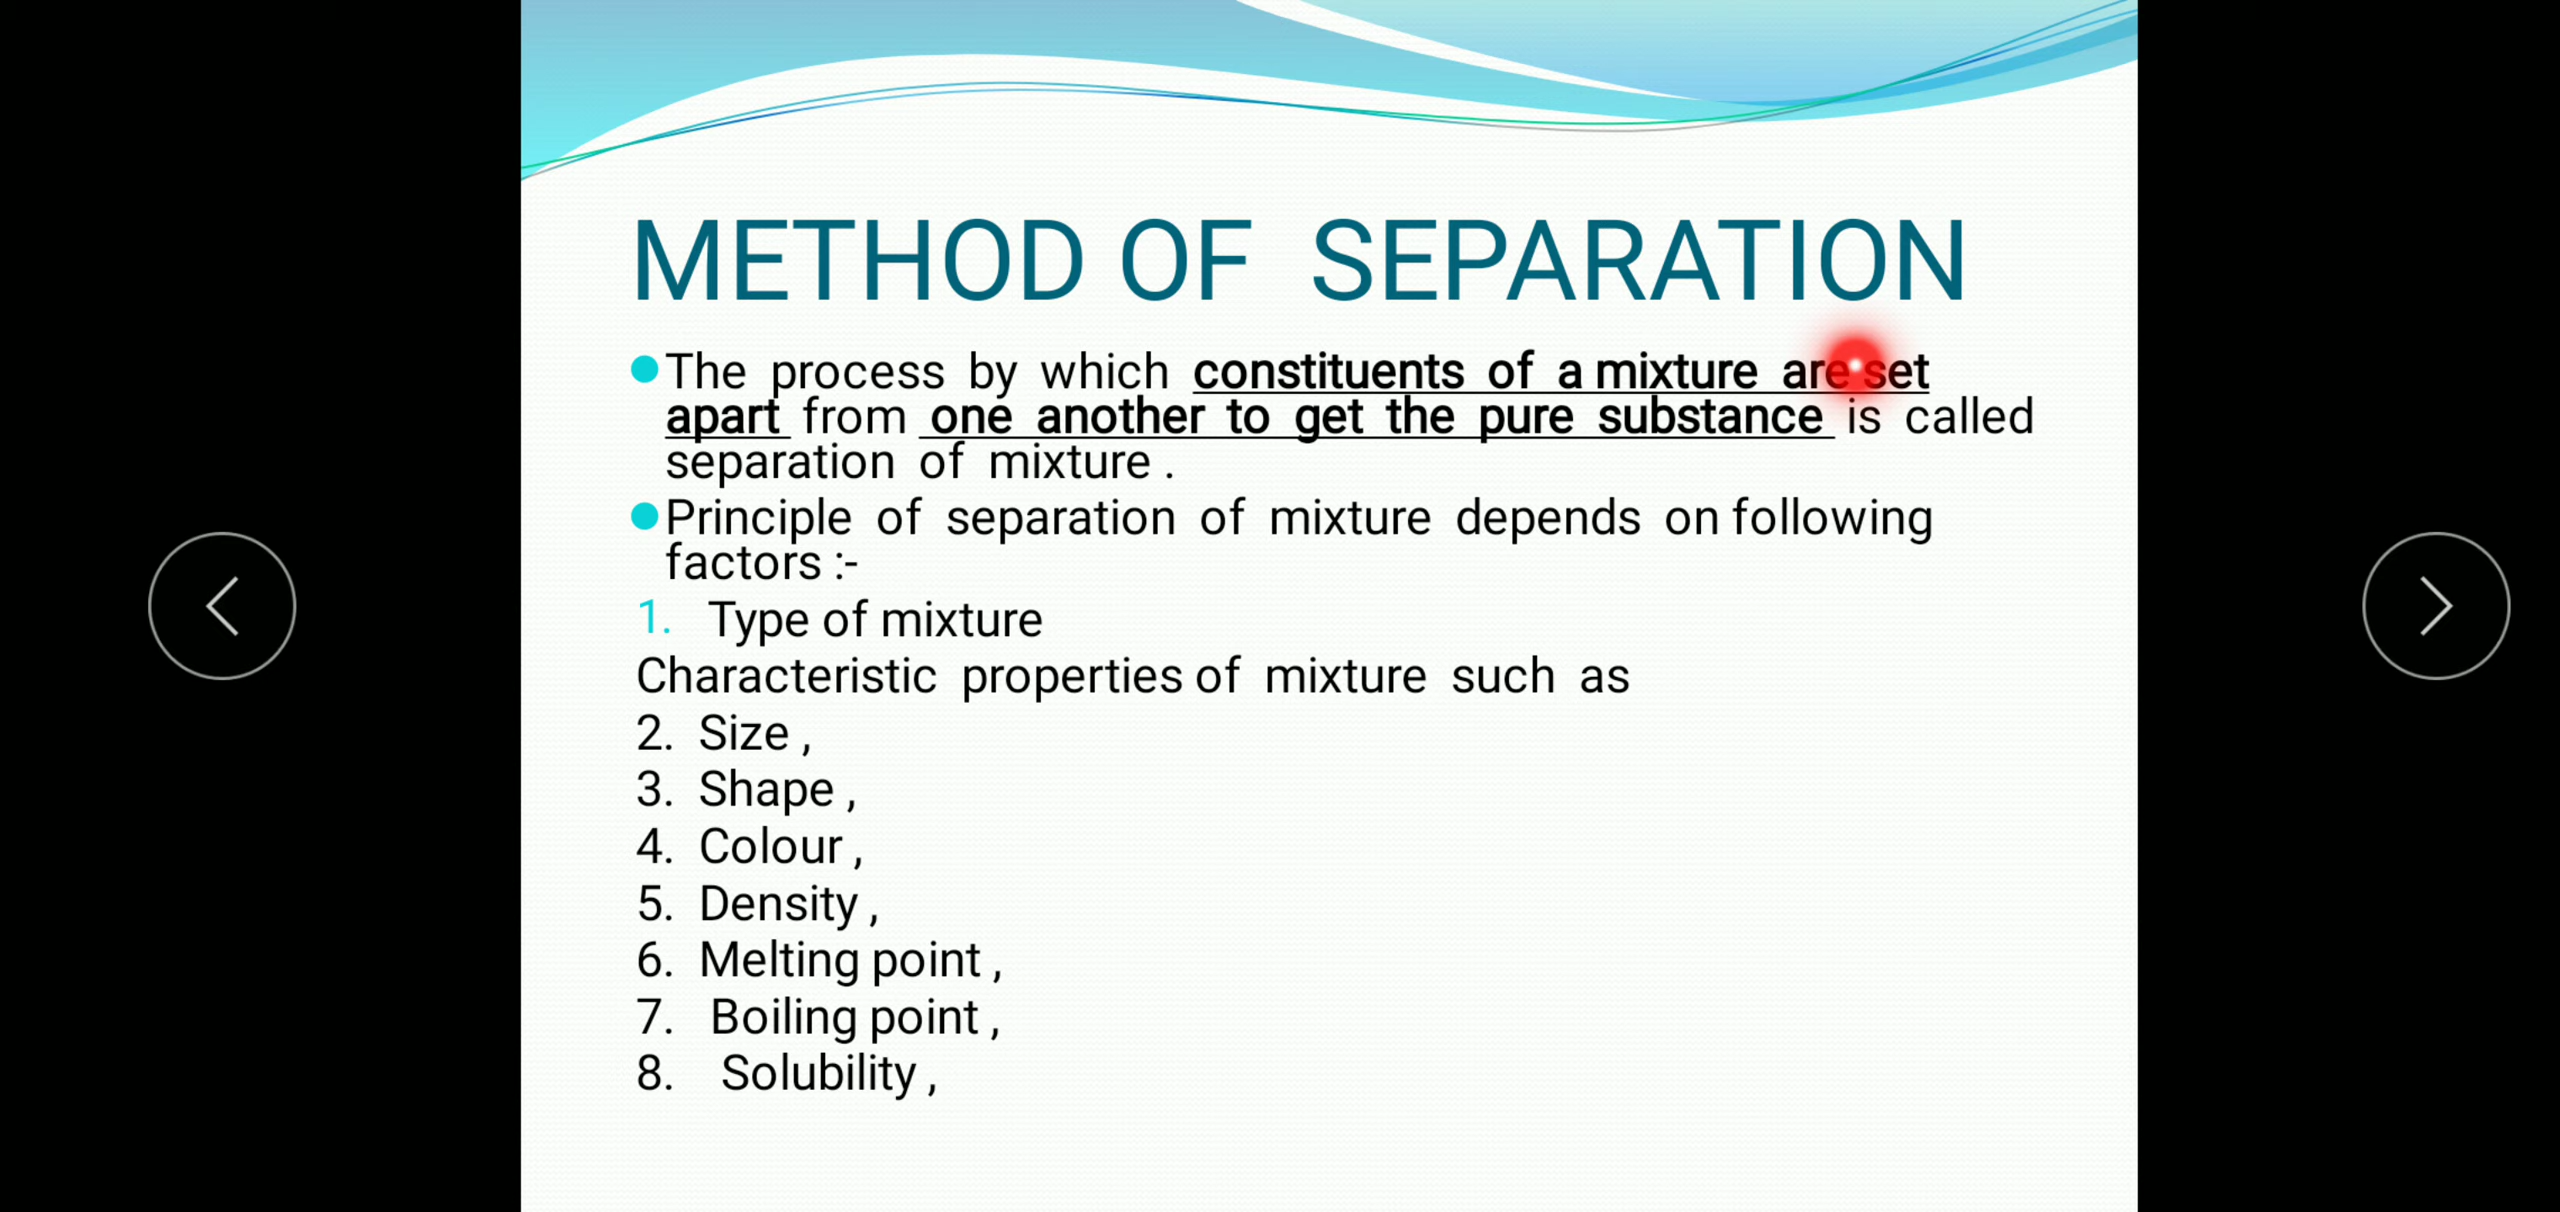 METHOD OF SEPARATION
The process by which constituents of a mixture are set
apart from one another to get the pure substance is called
separation of mixture .
Principle of separation of mixture depends on following
factors :-
1. Type of mixture
Characteristic properties of mixture such as
2. Size ,
3. Shape ,
4. Colour ,
5. Density ,
6. Melting point ,
7. Boiling point ,
8. Solubility ,